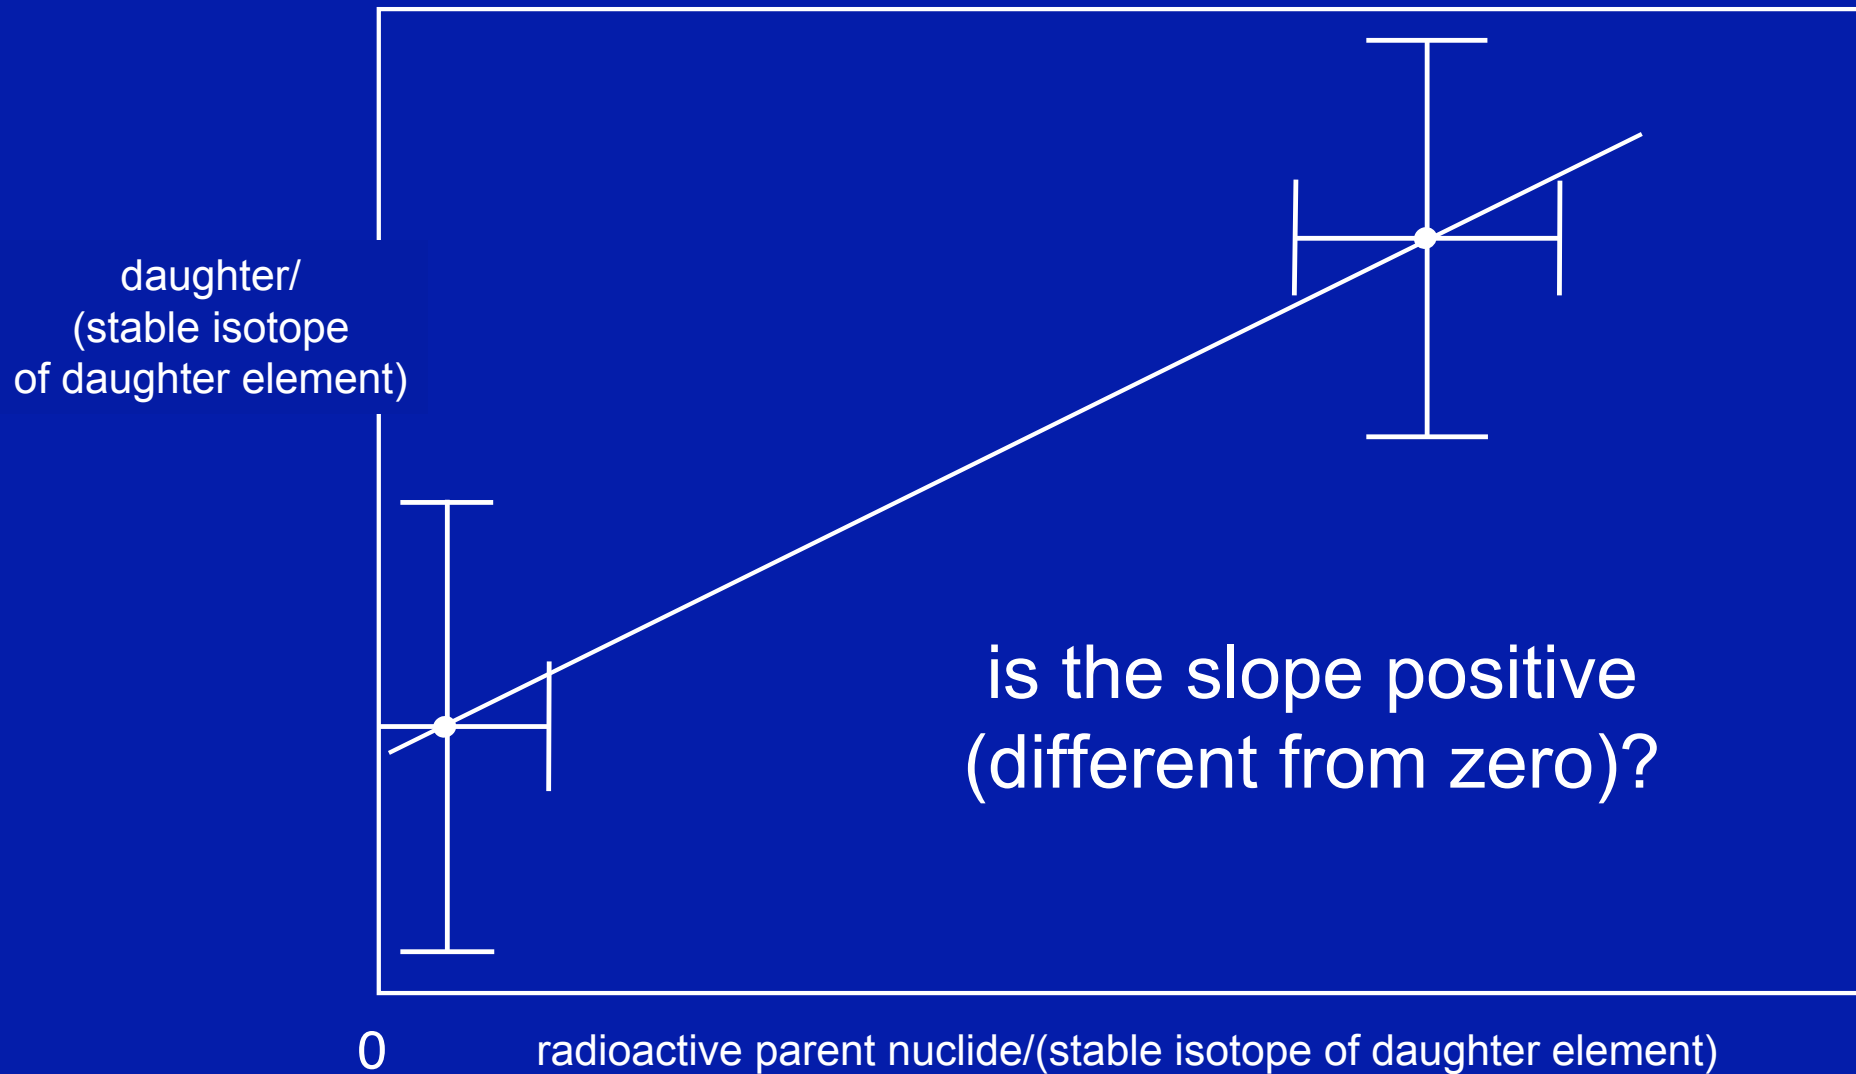 daughter/
(stable isotope
of daughter element)
is the slope positive
(different from zero)?
0
radioactive parent nuclide/(stable isotope of daughter element)